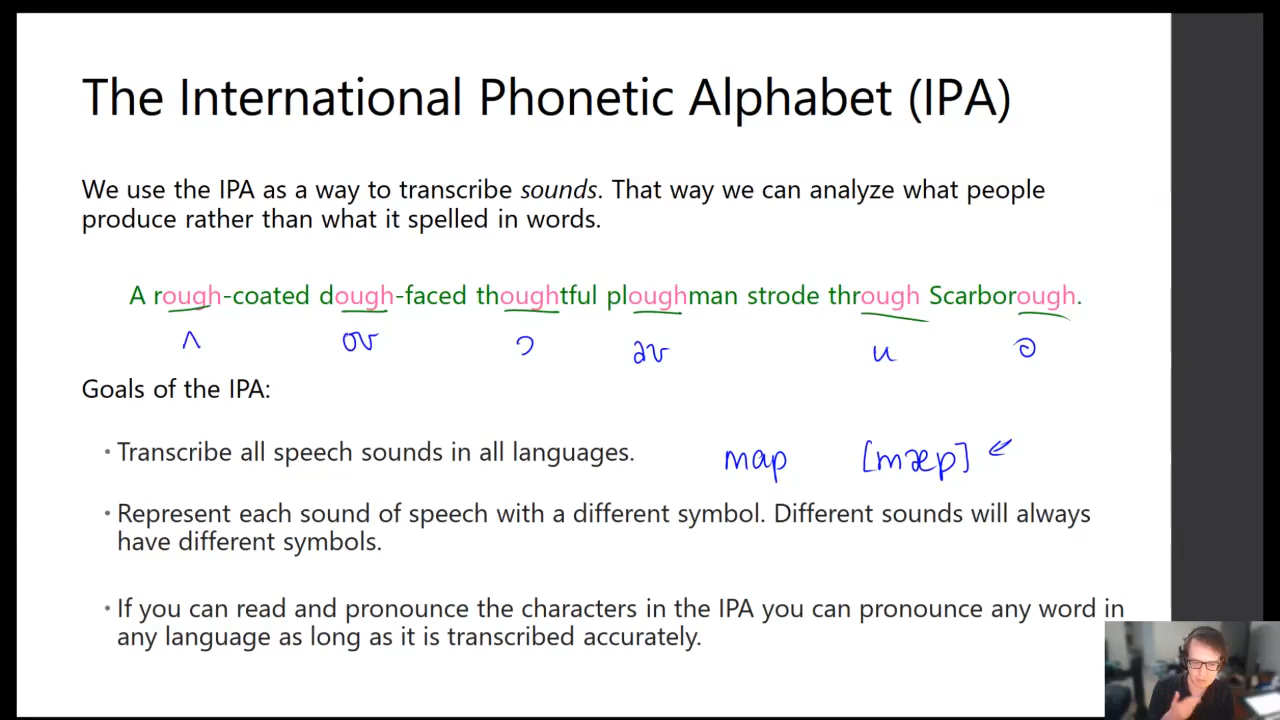 The International Phonetic Alphabet (IPA)
We use the IPA as a way to transcribe sounds. That way we can analyze what people
produce rather than what it spelled in words.
A rough-coated dough-faced thoughtful ploughman strode through Scarborough.
ʌ oʊ ɔ aʊ u o
Goals of the IPA:
• Transcribe all speech sounds in all languages. map [mæp]
• Represent each sound of speech with a different symbol. Different sounds will always
have different symbols.
• If you can read and pronounce the characters in the IPA you can pronounce any word in
any language as long as it is transcribed accurately.